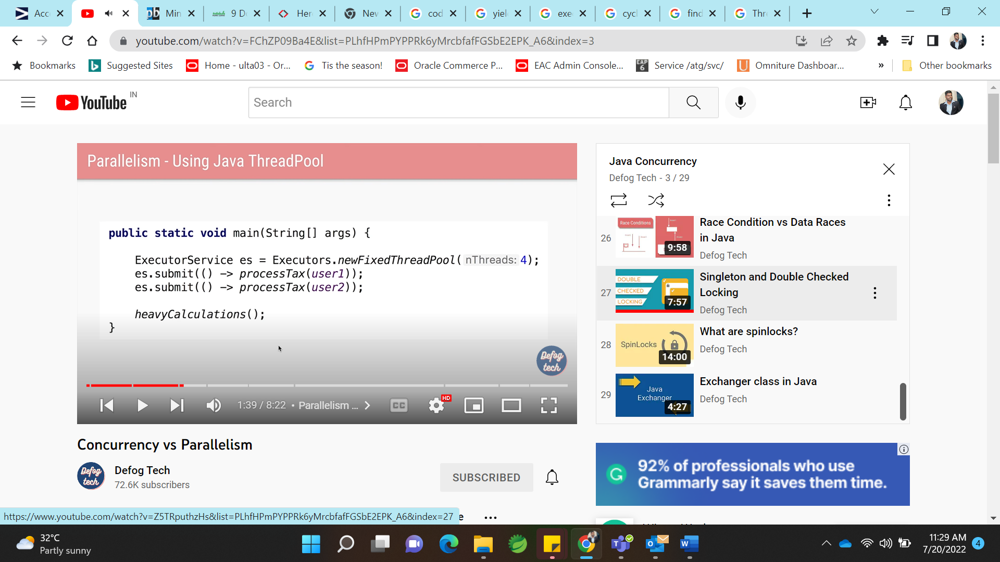 Acc
Min
9 D
Her
Nev
cod
yiel
exe
cycl
find
Thr
youtube.com/watch?v=FChZP09Ba4E&list=PLhfHPmPYPPRk6yMrcbfafFGSbE2EPK_A6&index=3
Bookmarks
Suggested Sites
Home - ulta03 - Or...
Tis the season!
Oracle Commerce P...
EAC Admin Console...
EAP 6
Service /atg/svc/
Omniture Dashboar...
»
Other bookmarks
YouTube IN
Search
Parallelism - Using Java ThreadPool
public static void main(String[] args) {
ExecutorService es = Executors.newFixedThreadPool( nThreads: 4);
es.submit(() -> processTax(user1));
es.submit(() -> processTax(user2));
heavyCalculations();
}
Defog tech
1:39 / 8:22 • Parallelism ...
CC
HD
Java Concurrency
Defog Tech - 3 / 29
26
Race Conditions
9:58
Race Condition vs Data Races
in Java
Defog Tech
27
DOUBLE
CHECKED
LOCKING
7:57
Singleton and Double Checked
Locking
Defog Tech
28
SpinLocks
14:00
What are spinlocks?
Defog Tech
29
Java
Exchanger
4:27
Exchanger class in Java
Defog Tech
Concurrency vs Parallelism
Defog tech
Defog Tech
72.6K subscribers
SUBSCRIBED
92% of professionals who use
Grammarly say it saves them time.
https://www.youtube.com/watch?v=Z5TRputhzHs&list=PLhfHPmPYPPRk6yMrcbfafFGSbE2EPK_A6&index=27
32°C
Partly sunny
11:29 AM
7/20/2022
4